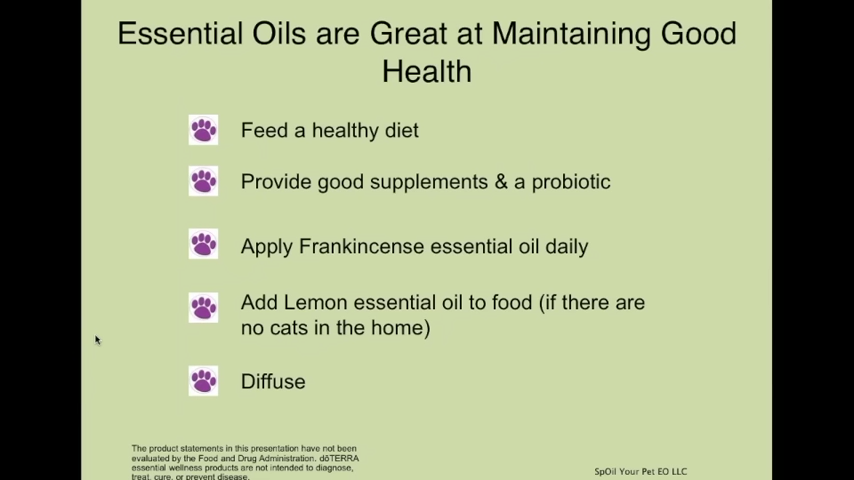 Essential Oils are Great at Maintaining Good
Health
Feed a healthy diet
Provide good supplements & a probiotic
Apply Frankincense essential oil daily
Add Lemon essential oil to food (if there are
no cats in the home)
Diffuse
The product statements in this presentation have not been
evaluated by the Food and Drug Administration. dōTERRA
essential wellness products are not intended to diagnose,
treat, cure, or prevent disease.
SpOil Your Pet EO LLC